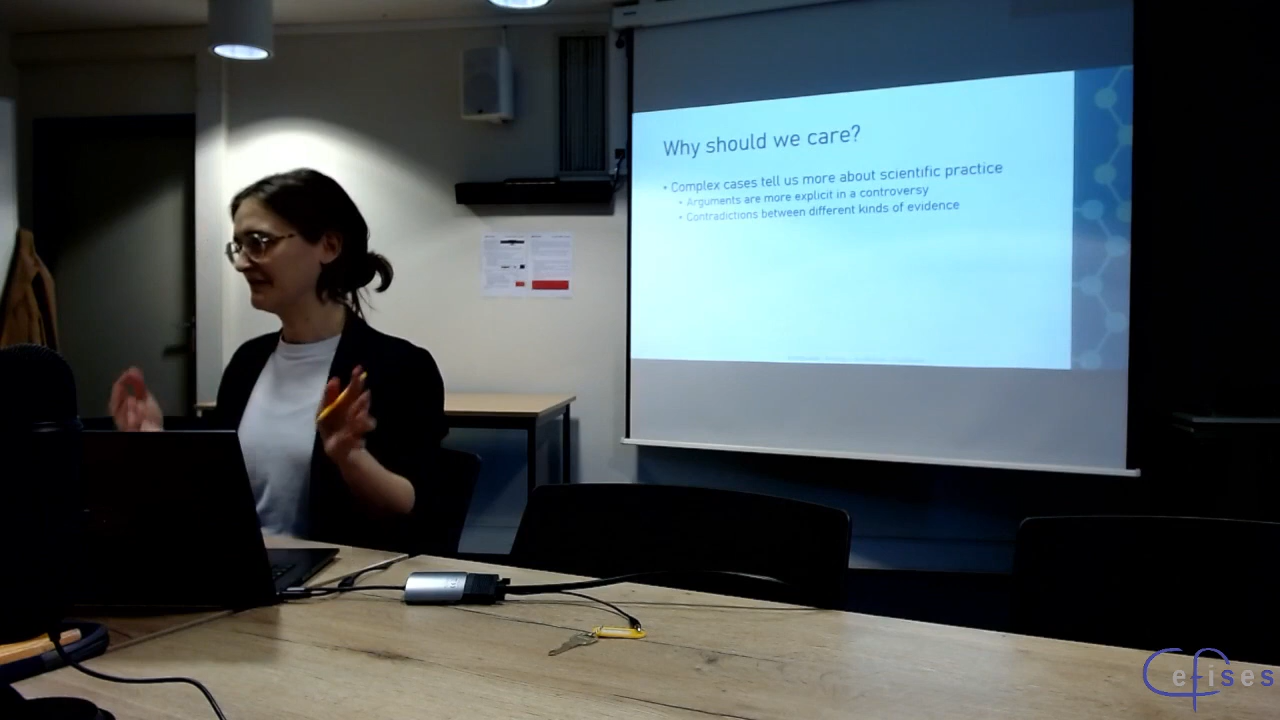 Why should we care?
• Complex cases tell us more about scientific practice
• Arguments are more explicit in a controversy
• Contradictions between different kinds of evidence
Cefises